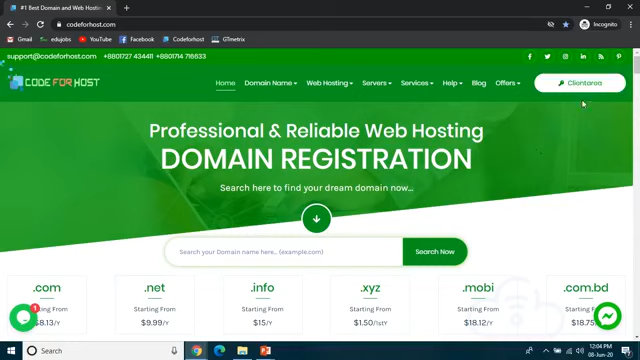 #1 Best Domain and Web Hosting
codeforhost.com
Incognito
Gmail
edujobs
YouTube
Facebook
Codeforhost
GTmetrix
support@codeforhost.com +8801727 434411 +8801714 716633
CODE FOR HOST
Home
Domain Name
Web Hosting
Servers
Services
Help
Blog
Offers
Clientarea
Professional & Reliable Web Hosting
DOMAIN REGISTRATION
Search here to find your dream domain now...
Search your Domain name here... (example.com)
Search Now
.com
.net
.info
.xyz
.mobi
.com.bd
Starting From
Starting From
Starting From
Starting From
Starting From
Starting From
$8.13/Y
$9.99/Y
$15/Y
$1.50/1stY
$18.12/Y
$18.75
1
Search
12:04 PM
08-Jun-20